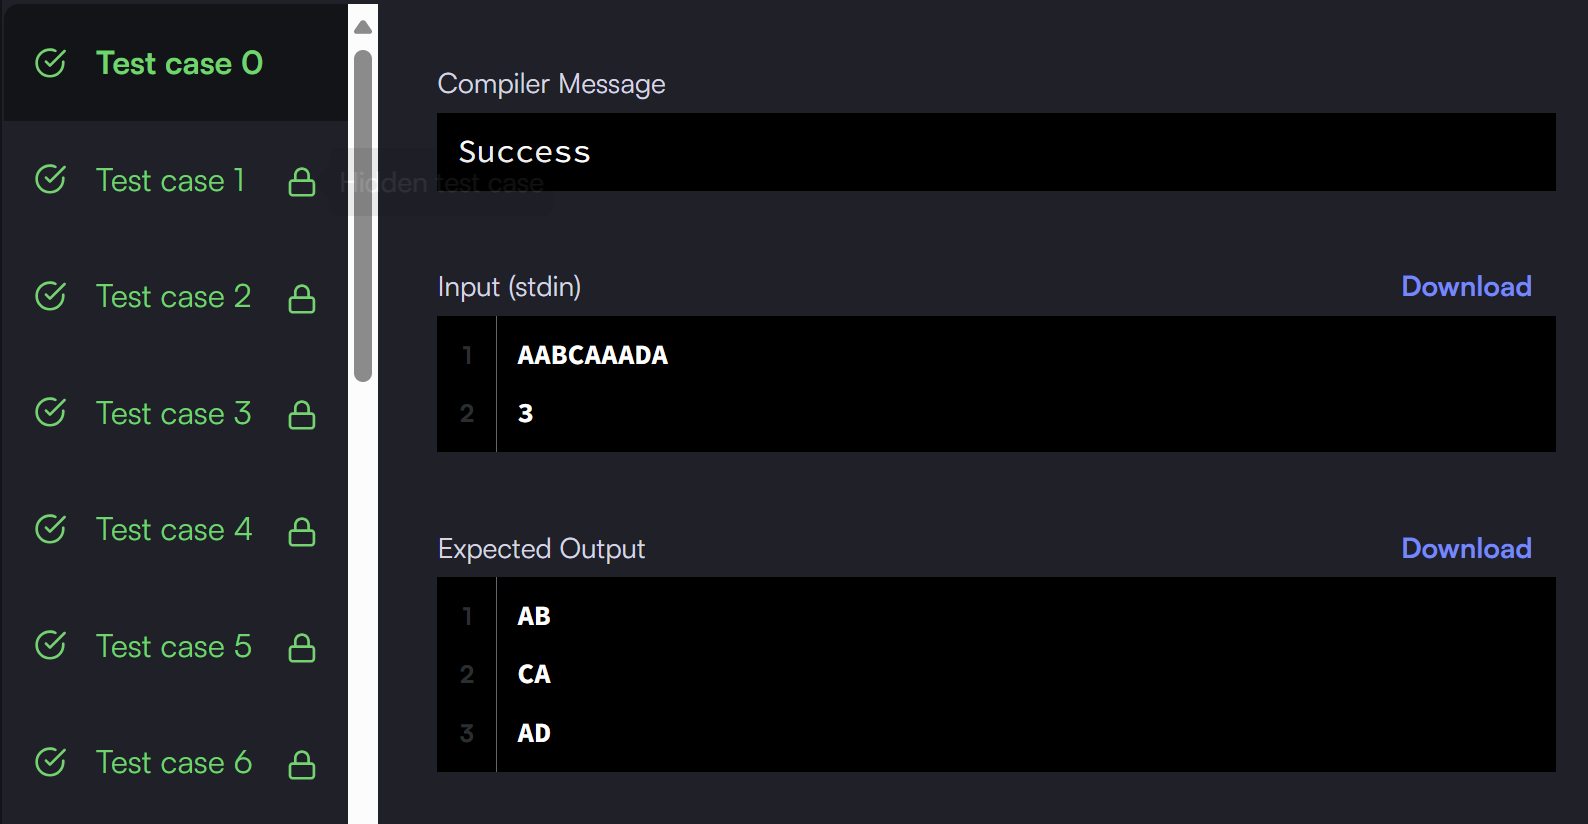 Test case 0
Test case 1
Hidden test case
Test case 2
Test case 3
Test case 4
Test case 5
Test case 6
Compiler Message
Success
Input (stdin)
Download
1 AABCAAADA
2 3
Expected Output
Download
1 AB
2 CA
3 AD